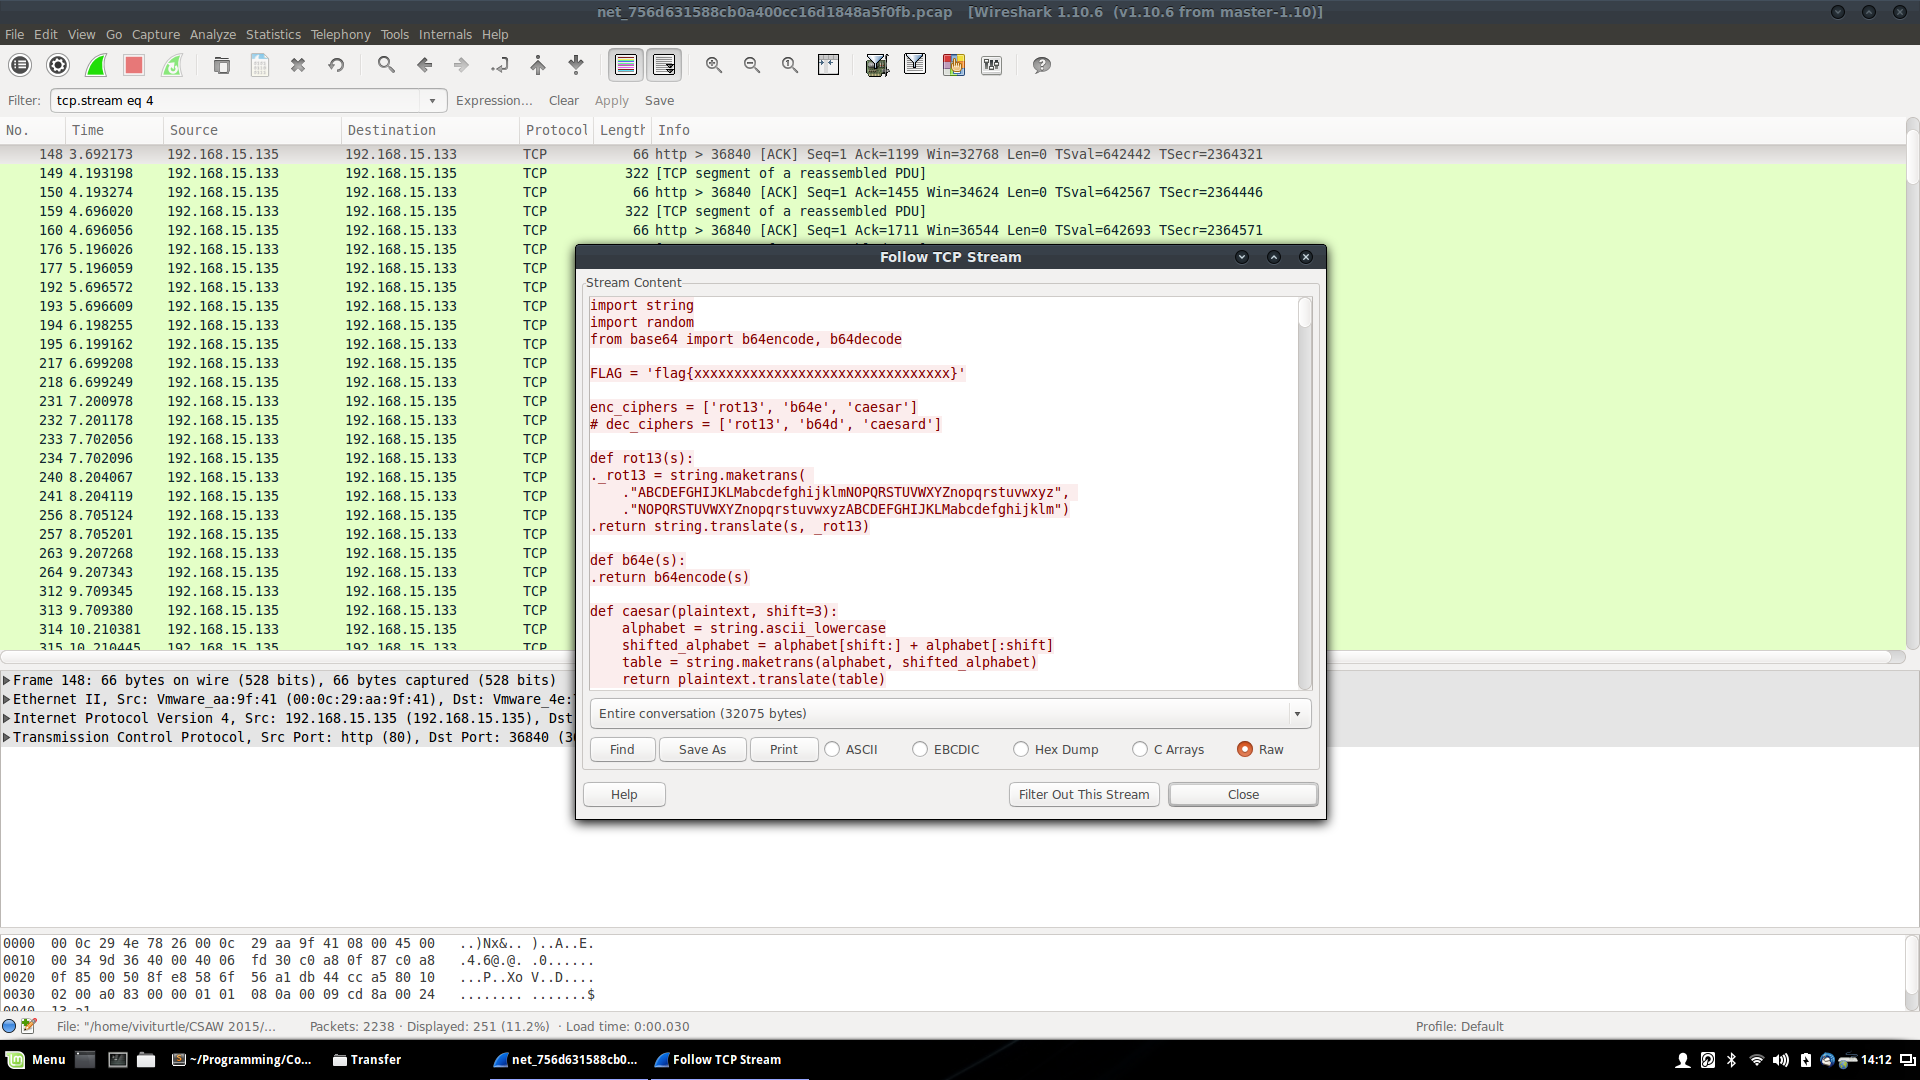 net_756d631588cb0a400cc16d1848a5f0fb.pcap   [Wireshark 1.10.6  (v1.10.6 from master-1.10)]
File Edit View Go Capture Analyze Statistics Telephony Tools Internals Help
Filter: tcp.stream eq 4 Expression... Clear Apply Save
No. Time Source Destination Protocol Length Info
148 3.692173 192.168.15.135 192.168.15.133 TCP 66 http > 36840 [ACK] Seq=1 Ack=1199 Win=32768 Len=0 TSval=642442 TSecr=2364321
149 4.193198 192.168.15.133 192.168.15.135 TCP 322 [TCP segment of a reassembled PDU]
150 4.193274 192.168.15.135 192.168.15.133 TCP 66 http > 36840 [ACK] Seq=1 Ack=1455 Win=34624 Len=0 TSval=642567 TSecr=2364446
159 4.696020 192.168.15.133 192.168.15.135 TCP 322 [TCP segment of a reassembled PDU]
160 4.696056 192.168.15.135 192.168.15.133 TCP 66 http > 36840 [ACK] Seq=1 Ack=1711 Win=36544 Len=0 TSval=642693 TSecr=2364571
176 5.196026 192.168.15.133 192.168.15.135 TCP
177 5.196059 192.168.15.135 192.168.15.133 TCP
192 5.696572 192.168.15.133 192.168.15.135 TCP
193 5.696609 192.168.15.135 192.168.15.133 TCP
194 6.198255 192.168.15.133 192.168.15.135 TCP
195 6.199162 192.168.15.135 192.168.15.133 TCP
217 6.699208 192.168.15.133 192.168.15.135 TCP
218 6.699249 192.168.15.135 192.168.15.133 TCP
231 7.200978 192.168.15.133 192.168.15.135 TCP
232 7.201178 192.168.15.135 192.168.15.133 TCP
233 7.702056 192.168.15.133 192.168.15.135 TCP
234 7.702096 192.168.15.135 192.168.15.133 TCP
240 8.204067 192.168.15.133 192.168.15.135 TCP
241 8.204119 192.168.15.135 192.168.15.133 TCP
256 8.705124 192.168.15.133 192.168.15.135 TCP
257 8.705201 192.168.15.135 192.168.15.133 TCP
263 9.207268 192.168.15.133 192.168.15.135 TCP
264 9.207343 192.168.15.135 192.168.15.133 TCP
312 9.709345 192.168.15.133 192.168.15.135 TCP
313 9.709380 192.168.15.135 192.168.15.133 TCP
314 10.210381 192.168.15.133 192.168.15.135 TCP
315 10.210445 192.168.15.135 192.168.15.133 TCP
Follow TCP Stream
Stream Content
import string
import random
from base64 import b64encode, b64decode
FLAG = 'flag{xxxxxxxxxxxxxxxxxxxxxxxxxxxxxxxx}'
enc_ciphers = ['rot13', 'b64e', 'caesar']
# dec_ciphers = ['rot13', 'b64d', 'caesard']
def rot13(s):
._rot13 = string.maketrans(
    ."ABCDEFGHIJKLMabcdefghijklmNOPQRSTUVWXYZnopqrstuvwxyz",
    ."NOPQRSTUVWXYZnopqrstuvwxyzABCDEFGHIJKLMabcdefghijklm")
.return string.translate(s, _rot13)
def b64e(s):
.return b64encode(s)
def caesar(plaintext, shift=3):
    alphabet = string.ascii_lowercase
    shifted_alphabet = alphabet[shift:] + alphabet[:shift]
    table = string.maketrans(alphabet, shifted_alphabet)
    return plaintext.translate(table)
Entire conversation (32075 bytes)
Find Save As Print ASCII EBCDIC Hex Dump C Arrays Raw
Help Filter Out This Stream Close
Frame 148: 66 bytes on wire (528 bits), 66 bytes captured (528 bits)
Ethernet II, Src: Vmware_aa:9f:41 (00:0c:29:aa:9f:41), Dst: Vmware_4e:
Internet Protocol Version 4, Src: 192.168.15.135 (192.168.15.135), Dst
Transmission Control Protocol, Src Port: http (80), Dst Port: 36840 (3
0000  00 0c 29 4e 78 26 00 0c  29 aa 9f 41 08 00 45 00   ..)Nx&.. )..A..E.
0010  00 34 9d 36 40 00 40 06  fd 30 c0 a8 0f 87 c0 a8   .4.6@.@. .0......
0020  0f 85 00 50 8f e8 58 6f  56 a1 db 44 cc a5 80 10   ...P..Xo V..D....
0030  02 00 a0 83 00 00 01 01  08 0a 00 09 cd 8a 00 24   ........ .......$
0040  13 a1
File: "/home/viviturtle/CSAW 2015/... Packets: 2238 · Displayed: 251 (11.2%) · Load time: 0:00.030 Profile: Default
Menu ~/Programming/Co... Transfer net_756d631588cb0... Follow TCP Stream 14:12